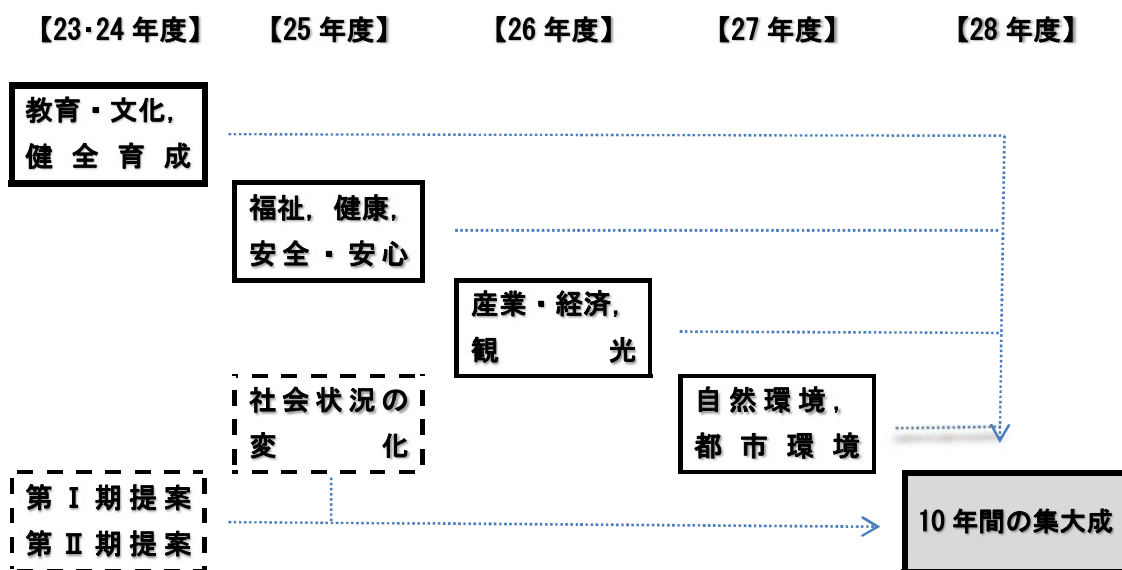 【23・24 年度】 【25 年度】 【26 年度】 【27 年度】 【28 年度】
教育・文化,
健全育成
福祉, 健康,
安全・安心
産業・経済,
観光
社会状況の
変化
自然環境,
都市環境
第Ⅰ期提案
第Ⅱ期提案
10 年間の集大成